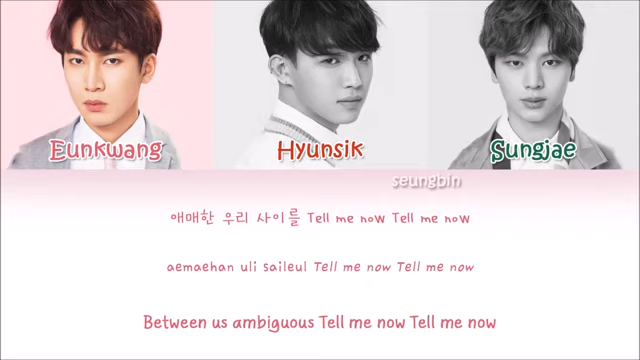 Eunkwang Hyunsik Sungjae
seungbin
애매한 우리 사이를 Tell me now Tell me now
aemaehan uli saileul Tell me now Tell me now
Between us ambiguous Tell me now Tell me now